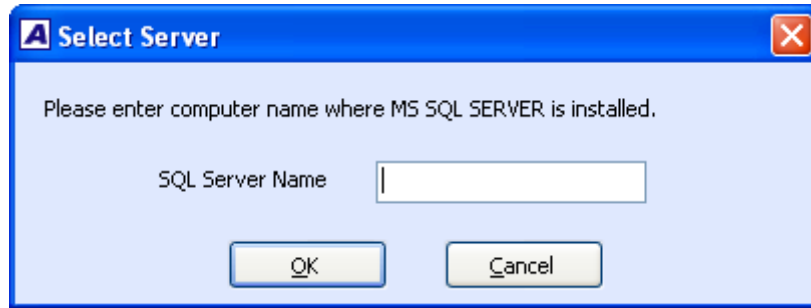 A Select Server
Please enter computer name where MS SQL SERVER is installed.
SQL Server Name
OK Cancel